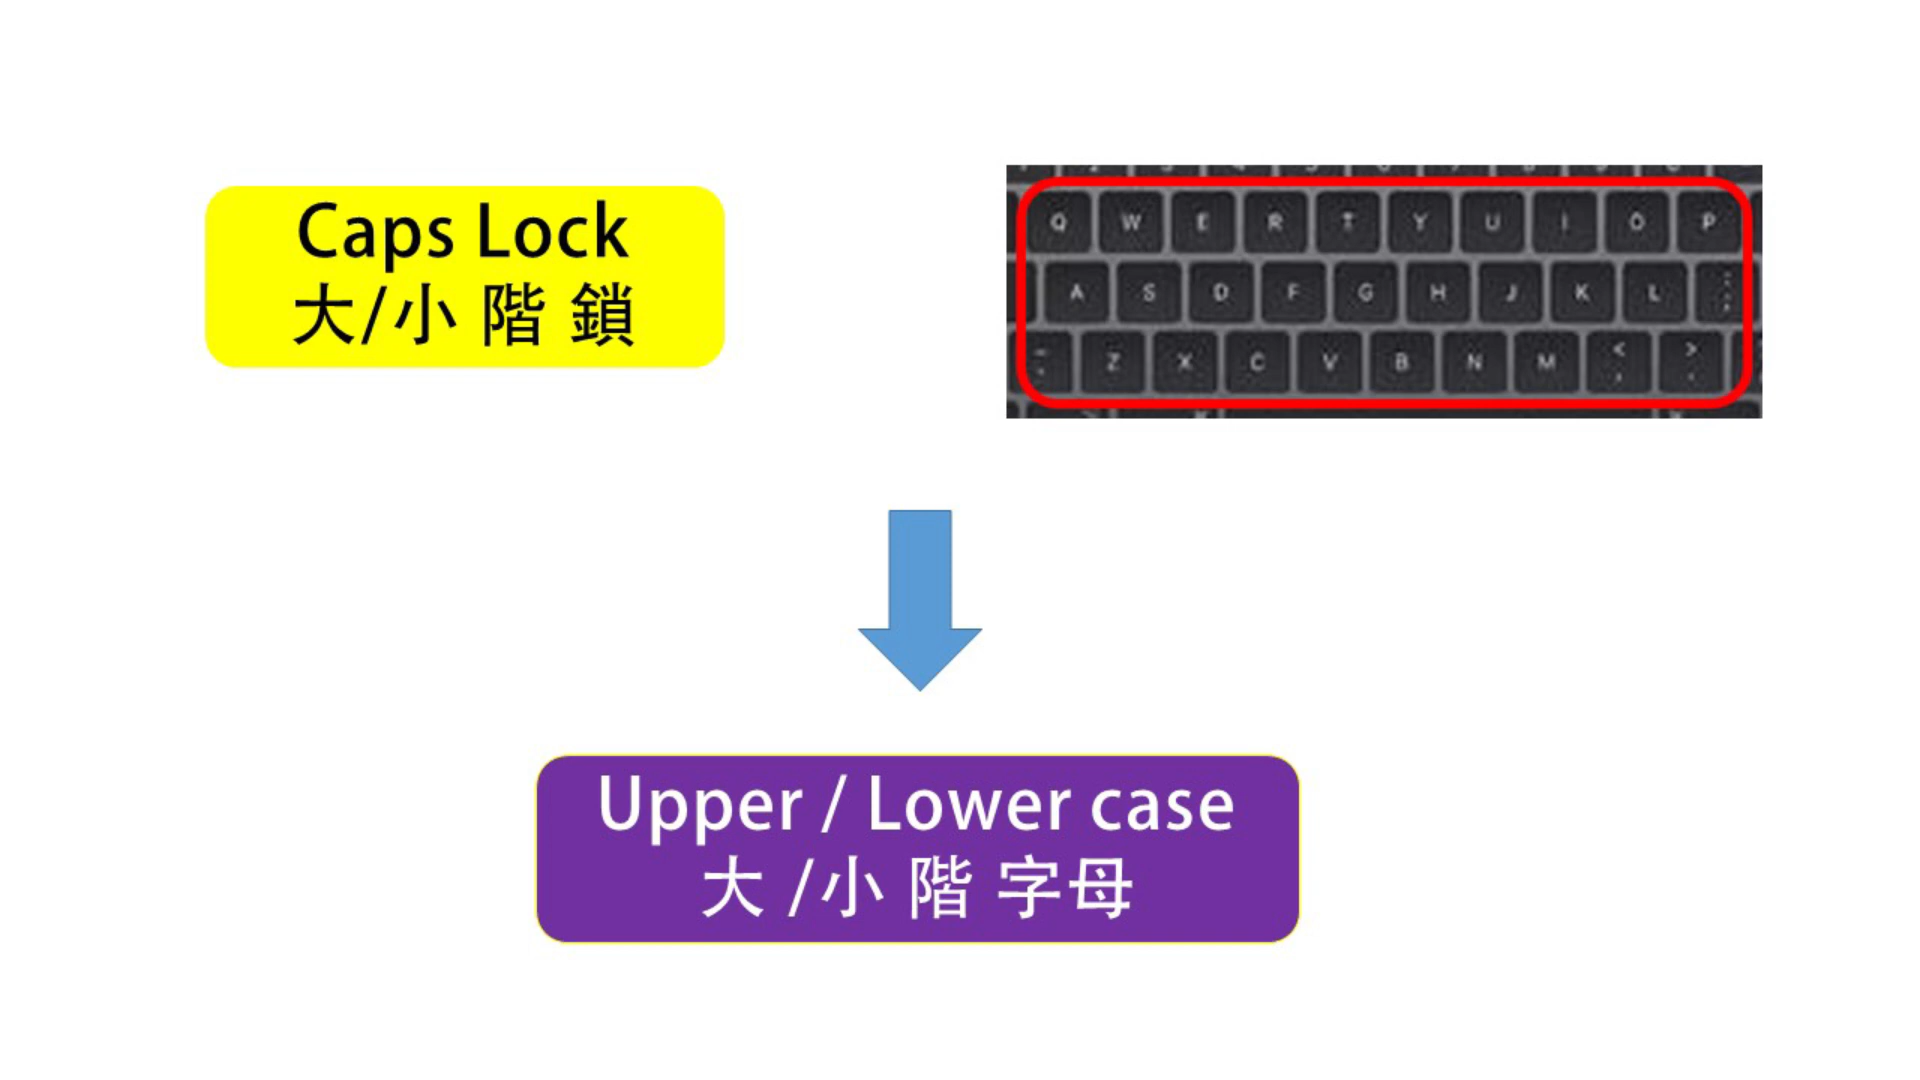 Caps Lock
大/小 階 鎖
Q W E R T Y U I O P
A S D F G H J K L :
Z X C V B N M < >
, .
Upper / Lower case
大 /小 階 字母